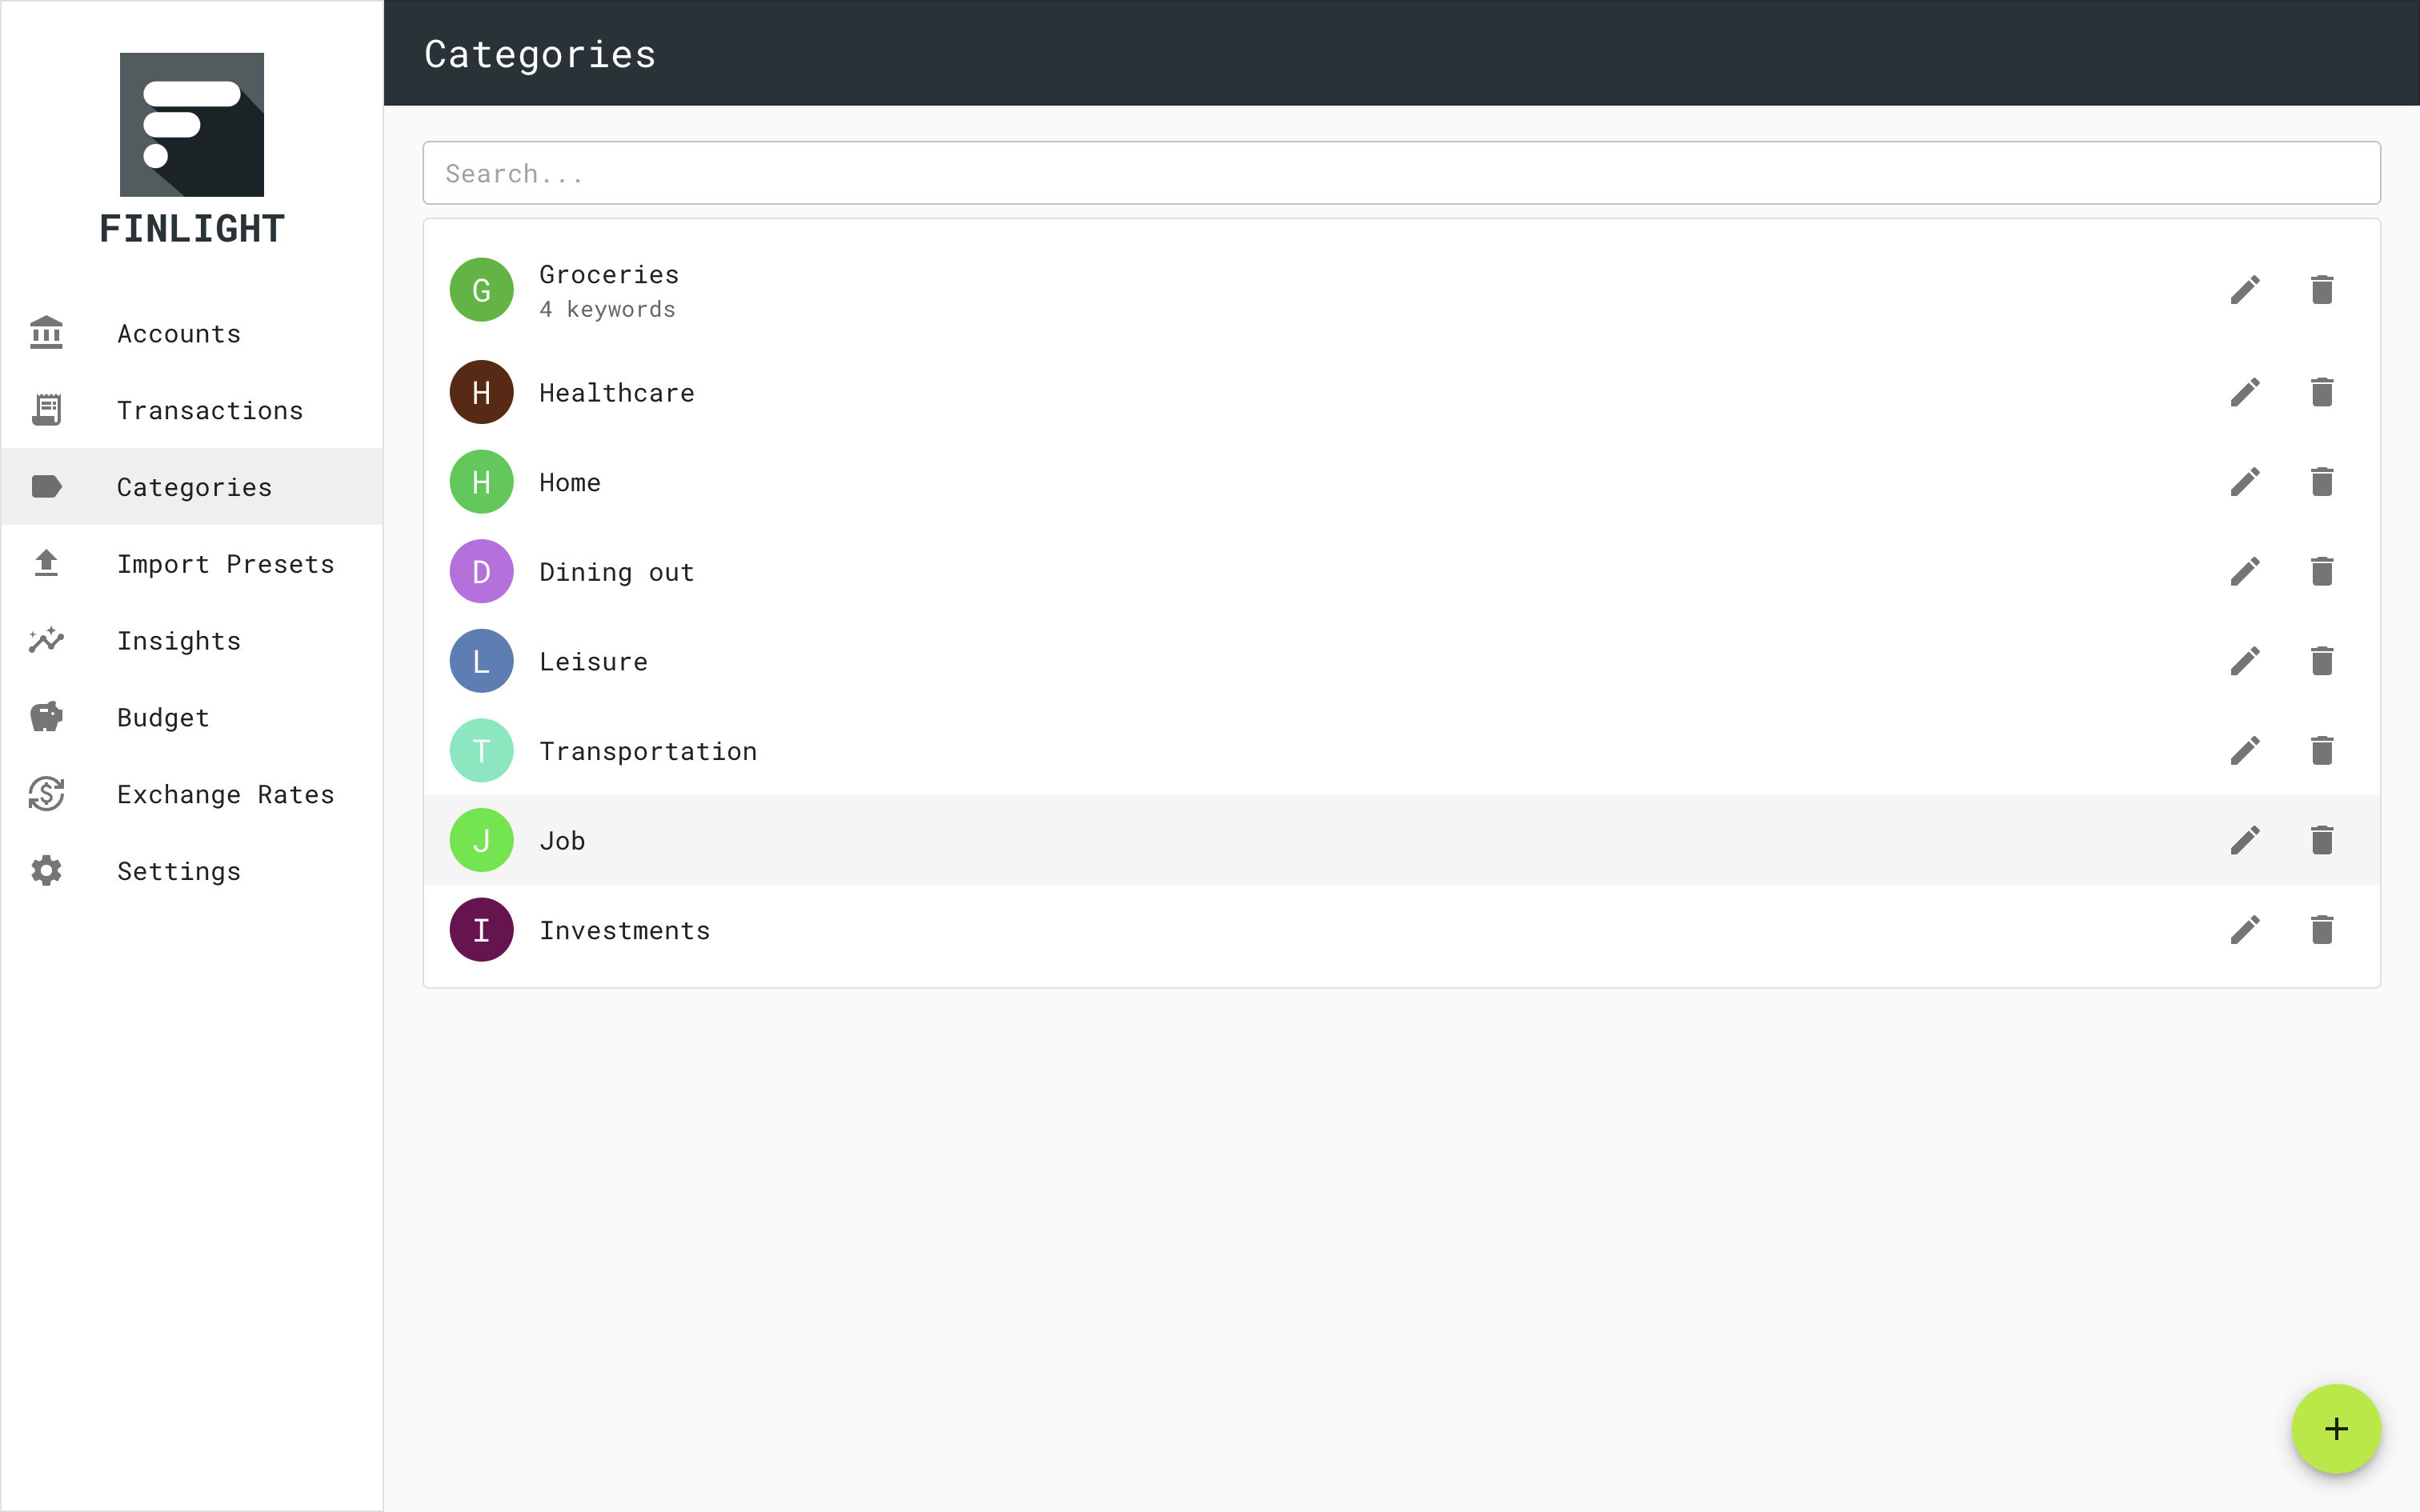 FINLIGHT
Accounts
Transactions
Categories
Import Presets
Insights
Budget
Exchange Rates
Settings
Categories
Search...
G Groceries
4 keywords
H Healthcare
H Home
D Dining out
L Leisure
T Transportation
J Job
I Investments